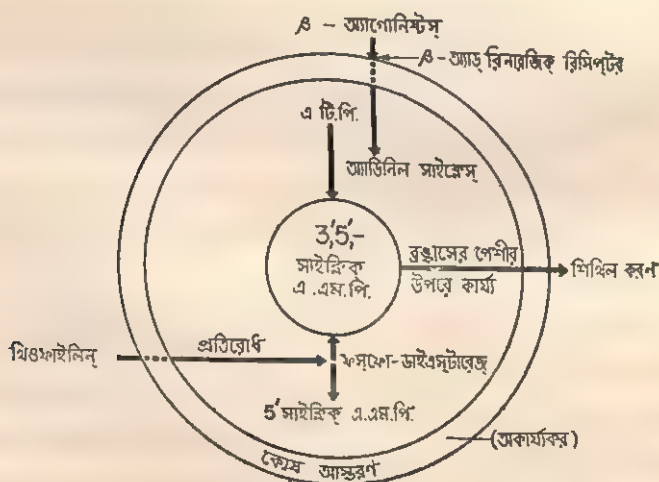 β - অ্যাগোনিষ্টস্
β-অ্যাড্‌রিনারজিক রিসিপ্‌টর
এ টি.পি.
অ্যাডিনিল সাইক্লেস্
3,′5,′-
সাইক্লিক্
এ .এম.পি.
ব্রঙ্কাসের পেশীর
উপরে কার্য্য
শিথিল করণ
থিওফাইলিন্
প্রতিরোধ
ফস্‌ফো-ডাইএস্‌টারেজ্
5′ সাইক্লিক্ এ.এম.পি.
(অকার্য্যকর)
কোষ আস্তরণ